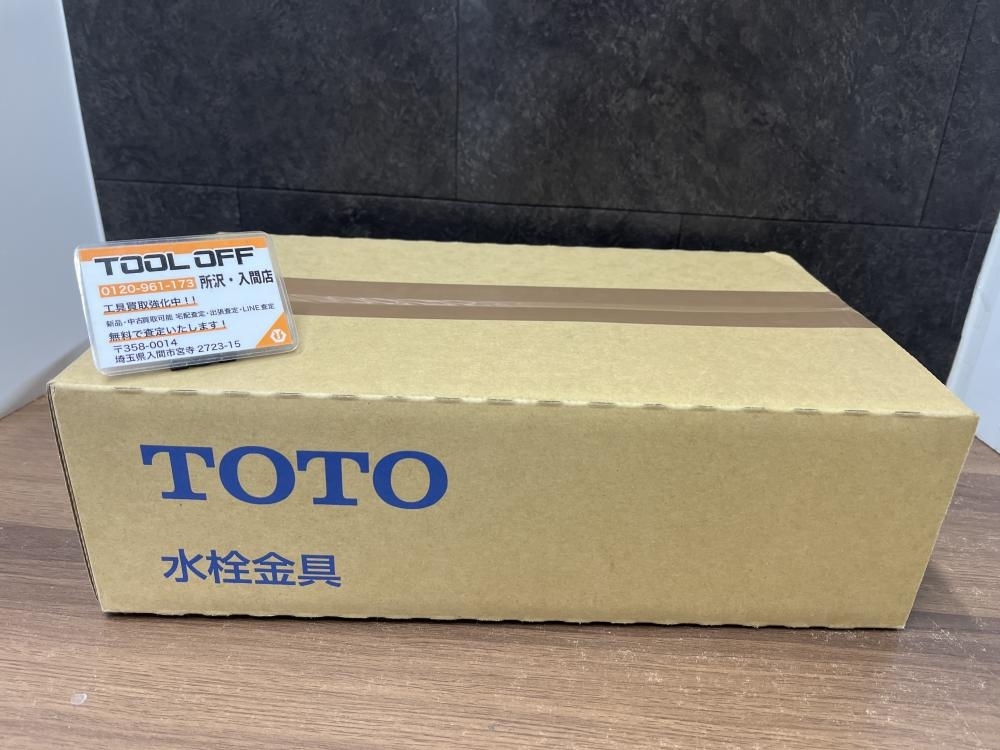 TOOL OFF
0120-961-173 所沢・入間店
工具買取強化中!!
新品・中古買取可能 宅配査定・出張査定・LINE査定
無料で査定いたします!
〒358-0014
埼玉県入間市宮寺 2723-15
TOTO
水栓金具